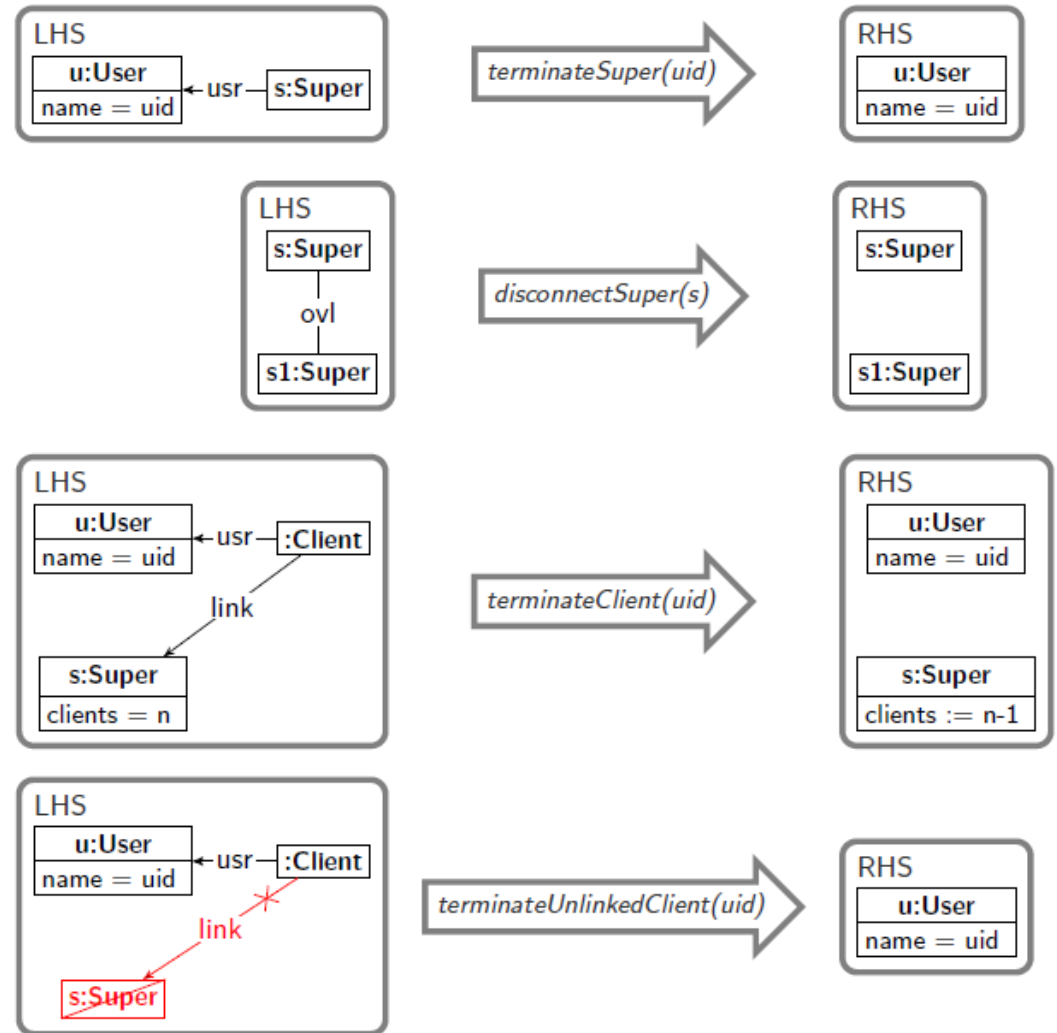 LHS
u:User
name = uid
usr
s:Super
terminateSuper(uid)
RHS
u:User
name = uid
LHS
s:Super
ovl
s1:Super
disconnectSuper(s)
RHS
s:Super
s1:Super
LHS
u:User
name = uid
usr
:Client
link
s:Super
clients = n
terminateClient(uid)
RHS
u:User
name = uid
s:Super
clients := n-1
LHS
u:User
name = uid
usr
:Client
link
s:Super
terminateUnlinkedClient(uid)
RHS
u:User
name = uid